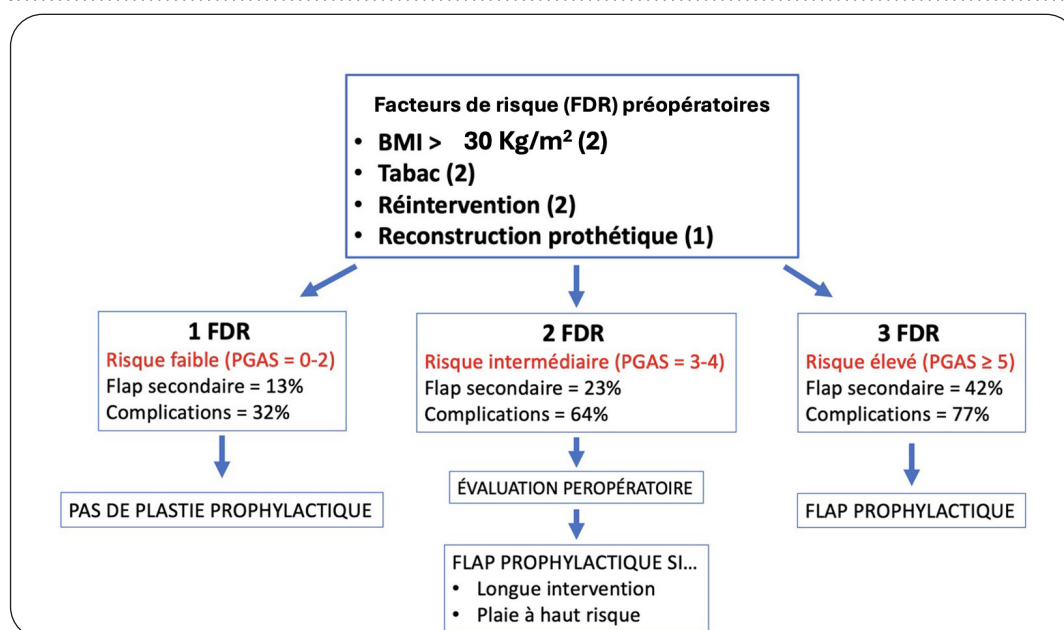 Facteurs de risque (FDR) préopératoires
• BMI > 30 Kg/m² (2)
• Tabac (2)
• Réintervention (2)
• Reconstruction prothétique (1)
1 FDR
Risque faible (PGAS = 0-2)
Flap secondaire = 13%
Complications = 32%
PAS DE PLASTIE PROPHYLACTIQUE
2 FDR
Risque intermédiaire (PGAS = 3-4)
Flap secondaire = 23%
Complications = 64%
ÉVALUATION PEROPÉRATOIRE
FLAP PROPHYLACTIQUE SI...
• Longue intervention
• Plaie à haut risque
3 FDR
Risque élevé (PGAS ≥ 5)
Flap secondaire = 42%
Complications = 77%
FLAP PROPHYLACTIQUE